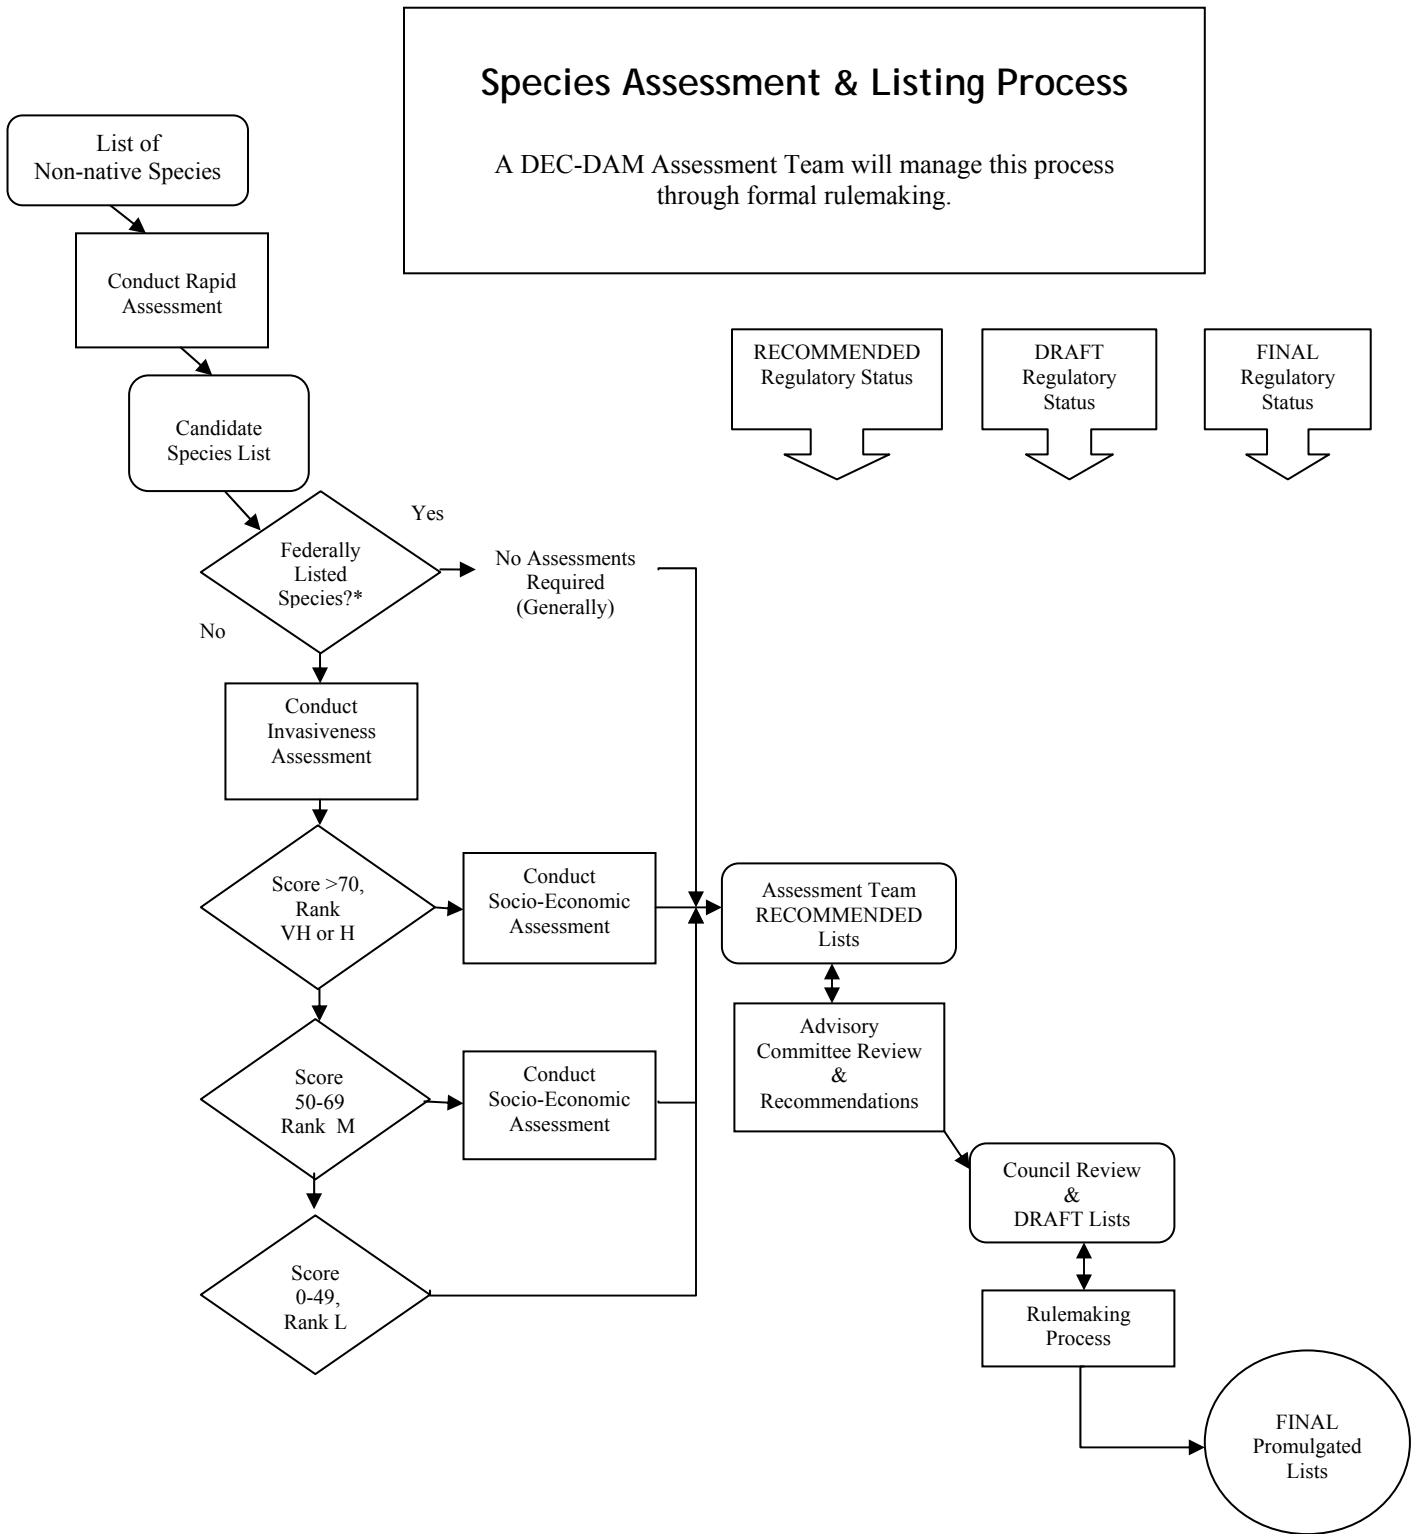 Species Assessment & Listing Process
A DEC-DAM Assessment Team will manage this process
through formal rulemaking.
List of
Non-native Species
Conduct Rapid
Assessment
Candidate
Species List
RECOMMENDED
Regulatory Status
DRAFT
Regulatory
Status
FINAL
Regulatory
Status
Federally
Listed
Species?*
Yes
No Assessments
Required
(Generally)
No
Conduct
Invasiveness
Assessment
Score >70,
Rank
VH or H
Conduct
Socio-Economic
Assessment
Assessment Team
RECOMMENDED
Lists
Score
50-69
Rank  M
Conduct
Socio-Economic
Assessment
Advisory
Committee Review
&
Recommendations
Score
0-49,
Rank L
Council Review
&
DRAFT Lists
Rulemaking
Process
FINAL
Promulgated
Lists